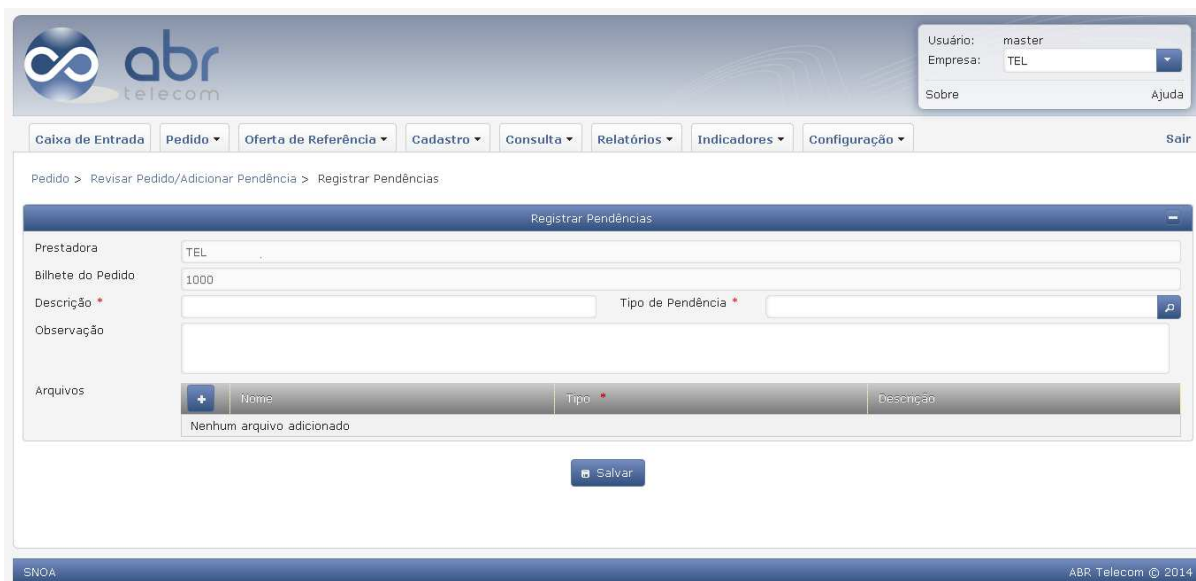 abr
telecom
Usuário: master
Empresa: TEL
Sobre Ajuda
Caixa de Entrada Pedido Oferta de Referência Cadastro Consulta Relatórios Indicadores Configuração Sair
Pedido > Revisar Pedido/Adicionar Pendência > Registrar Pendências
Registrar Pendências
Prestadora TEL .
Bilhete do Pedido 1000
Descrição * Tipo de Pendência *
Observação
Arquivos + Nome Tipo * Descrição
Nenhum arquivo adicionado
Salvar
SNOA ABR Telecom © 2014